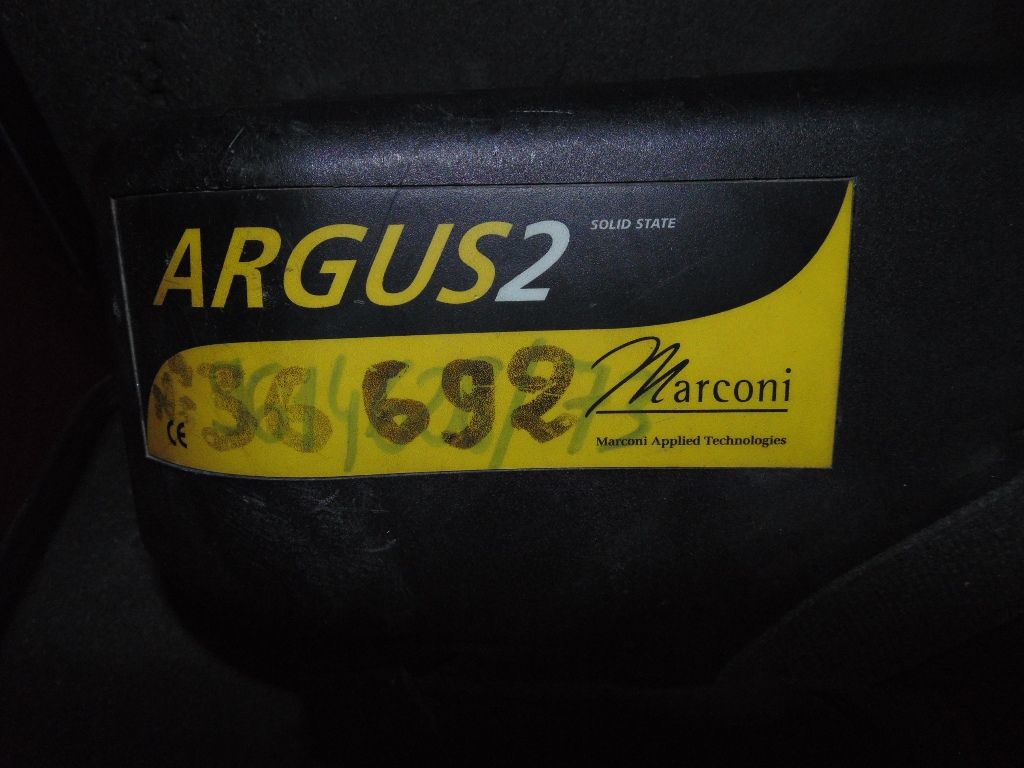 ARGUS2
SOLID STATE
692
Marconi
CE
Marconi Applied Technologies